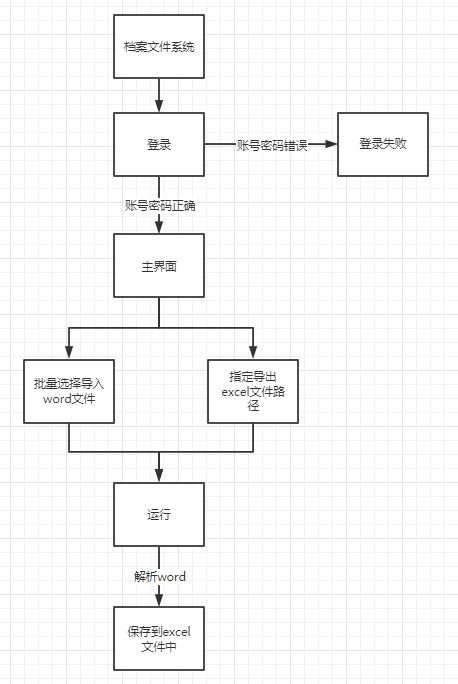 档案文件系统
登录
账号密码错误
登录失败
账号密码正确
主界面
批量选择导入
word文件
指定导出
excel文件路
径
运行
解析word
保存到excel
文件中